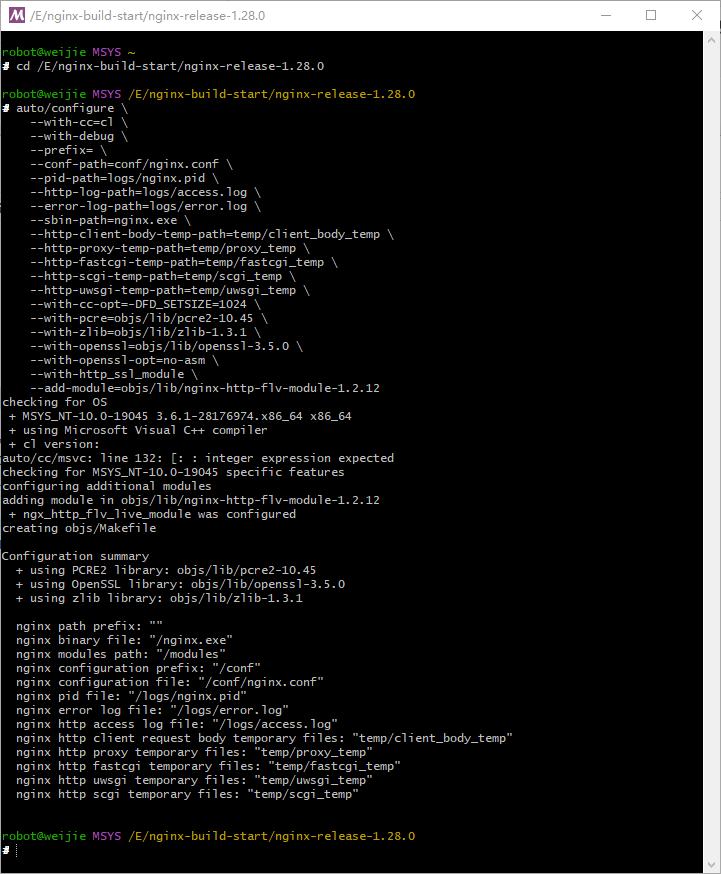 /E/nginx-build-start/nginx-release-1.28.0
robot@weijie MSYS ~
# cd /E/nginx-build-start/nginx-release-1.28.0
robot@weijie MSYS /E/nginx-build-start/nginx-release-1.28.0
# auto/configure \
    --with-cc=cl \
    --with-debug \
    --prefix= \
    --conf-path=conf/nginx.conf \
    --pid-path=logs/nginx.pid \
    --http-log-path=logs/access.log \
    --error-log-path=logs/error.log \
    --sbin-path=nginx.exe \
    --http-client-body-temp-path=temp/client_body_temp \
    --http-proxy-temp-path=temp/proxy_temp \
    --http-fastcgi-temp-path=temp/fastcgi_temp \
    --http-scgi-temp-path=temp/scgi_temp \
    --http-uwsgi-temp-path=temp/uwsgi_temp \
    --with-cc-opt=-DFD_SETSIZE=1024 \
    --with-pcre=objs/lib/pcre2-10.45 \
    --with-zlib=objs/lib/zlib-1.3.1 \
    --with-openssl=objs/lib/openssl-3.5.0 \
    --with-openssl-opt=no-asm \
    --with-http_ssl_module \
    --add-module=objs/lib/nginx-http-flv-module-1.2.12
checking for OS
 + MSYS_NT-10.0-19045 3.6.1-28176974.x86_64 x86_64
 + using Microsoft Visual C++ compiler
 + cl version:
auto/cc/msvc: line 132: [: : integer expression expected
checking for MSYS_NT-10.0-19045 specific features
configuring additional modules
adding module in objs/lib/nginx-http-flv-module-1.2.12
 + ngx_http_flv_live_module was configured
creating objs/Makefile
Configuration summary
  + using PCRE2 library: objs/lib/pcre2-10.45
  + using OpenSSL library: objs/lib/openssl-3.5.0
  + using zlib library: objs/lib/zlib-1.3.1
  nginx path prefix: ""
  nginx binary file: "/nginx.exe"
  nginx modules path: "/modules"
  nginx configuration prefix: "/conf"
  nginx configuration file: "/conf/nginx.conf"
  nginx pid file: "/logs/nginx.pid"
  nginx error log file: "/logs/error.log"
  nginx http access log file: "/logs/access.log"
  nginx http client request body temporary files: "temp/client_body_temp"
  nginx http proxy temporary files: "temp/proxy_temp"
  nginx http fastcgi temporary files: "temp/fastcgi_temp"
  nginx http uwsgi temporary files: "temp/uwsgi_temp"
  nginx http scgi temporary files: "temp/scgi_temp"
robot@weijie MSYS /E/nginx-build-start/nginx-release-1.28.0
#